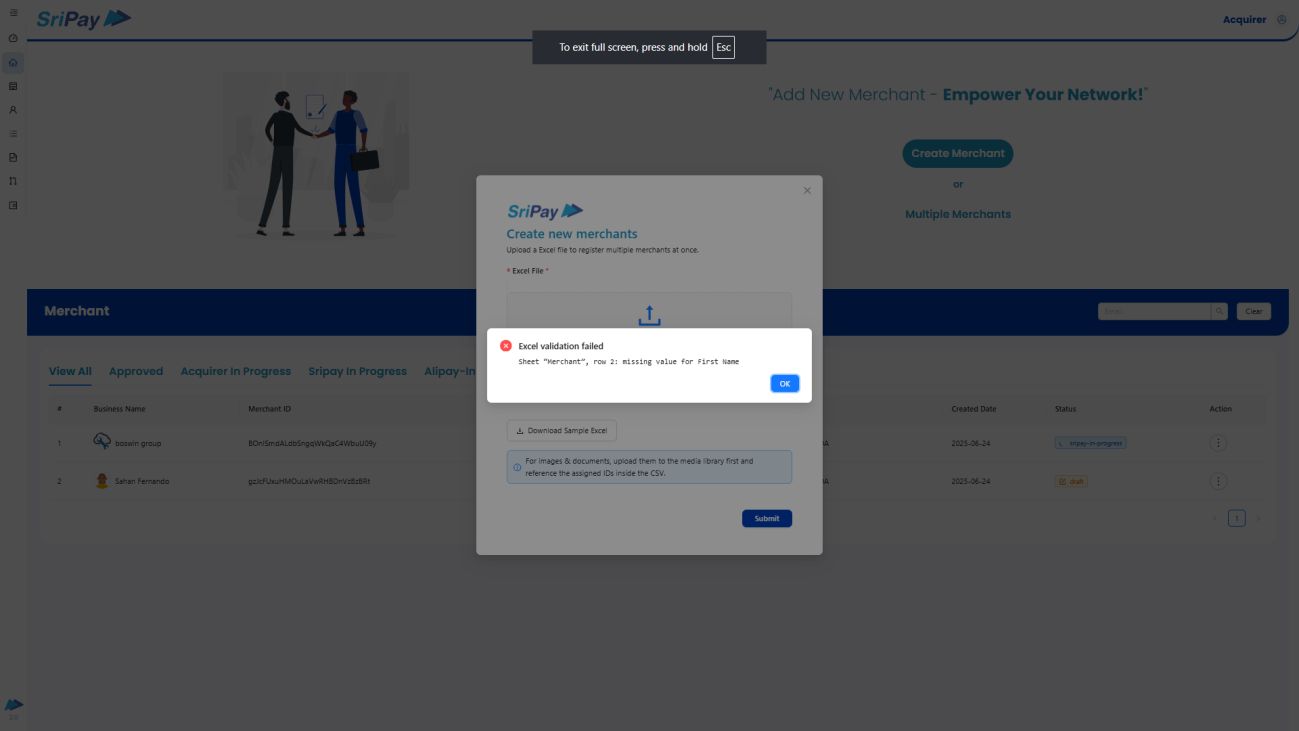 SriPay
Acquirer
To exit full screen, press and hold Esc
"Add New Merchant - Empower Your Network!"
Create Merchant
or
Multiple Merchants
SriPay
Create new merchants
Upload a Excel file to register multiple merchants at once.
* Excel File *
Merchant
Email
Clear
Excel validation failed
Sheet “Merchant”, row 2: missing value for First Name
OK
View All
Approved
Acquirer In Progress
Sripay In Progress
Alipay-In
# Business Name Merchant ID Created Date Status Action
1 boswin group 2025-06-24 sripay-in-progress
2 Sahan Fernando 2025-06-24 draft
Download Sample Excel
For images & documents, upload them to the media library first and
reference the assigned IDs inside the CSV.
Submit
1